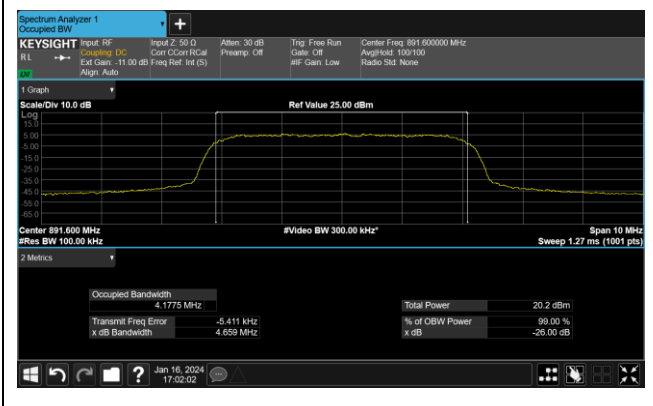 Spectrum Analyzer 1
Occupied BW
+
KEYSIGHT Input: RF Input Z: 50 Ω Atten: 30 dB Trig: Free Run Center Freq: 891.600000 MHz
RL Coupling: DC Corr CCorr RCal Preamp: Off Gate: Off Avg|Hold: 100/100
Ext Gain: -11.00 dB Freq Ref: Int (S) #IF Gain: Low Radio Std: None
Align: Auto
1 Graph
Scale/Div 10.0 dB Ref Value 25.00 dBm
Log
15.0
5.00
-5.00
-15.0
-25.0
-35.0
-45.0
-55.0
-65.0
Center 891.600 MHz #Video BW 300.00 kHz* Span 10 MHz
#Res BW 100.00 kHz Sweep 1.27 ms (1001 pts)
2 Metrics
Occupied Bandwidth
4.1775 MHz Total Power 20.2 dBm
Transmit Freq Error -5.411 kHz % of OBW Power 99.00 %
x dB Bandwidth 4.659 MHz x dB -26.00 dB
? Jan 16, 2024
17:02:02